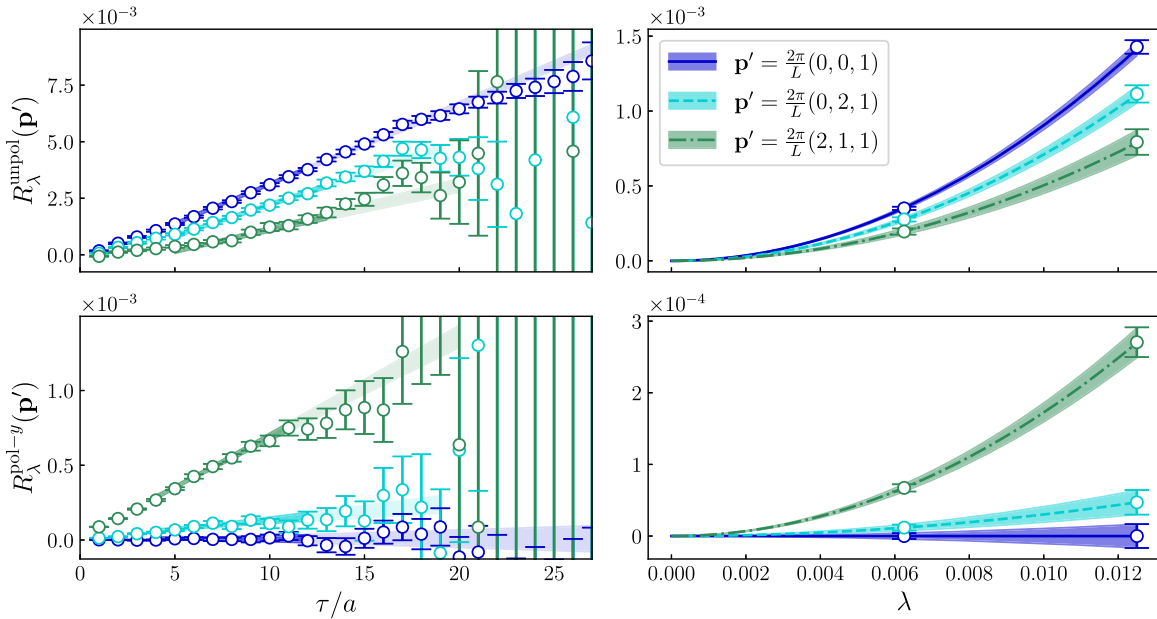 ×10⁻³
R_λ^unpol(p′)
7.5
5.0
2.5
0.0
×10⁻³
1.5
1.0
0.5
0.0
p′ = 2π/L (0, 0, 1)
p′ = 2π/L (0, 2, 1)
p′ = 2π/L (2, 1, 1)
×10⁻³
R_λ^pol−y(p′)
1.0
0.5
0.0
0 5 10 15 20 25
τ/a
×10⁻⁴
3
2
1
0
0.000 0.002 0.004 0.006 0.008 0.010 0.012
λ